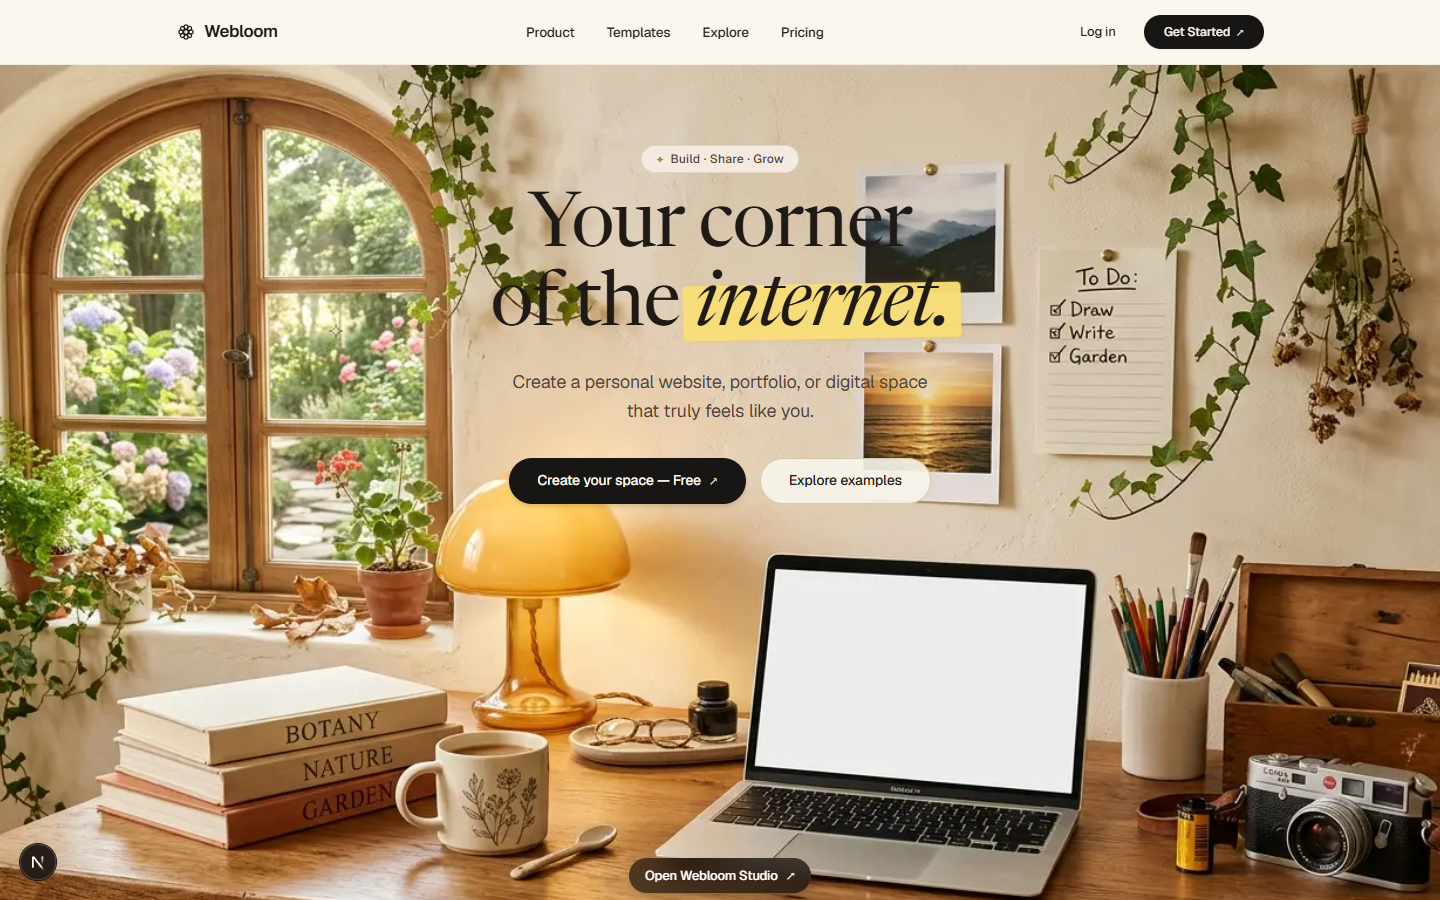 Webloom
Product
Templates
Explore
Pricing
Log in
Get Started ↗
Build · Share · Grow
Your corner
of the internet.
Create a personal website, portfolio, or digital space
that truly feels like you.
Create your space — Free ↗
Explore examples
To Do:
Draw
Write
Garden
BOTANY
NATURE
GARDEN
N
Open Webloom Studio ↗